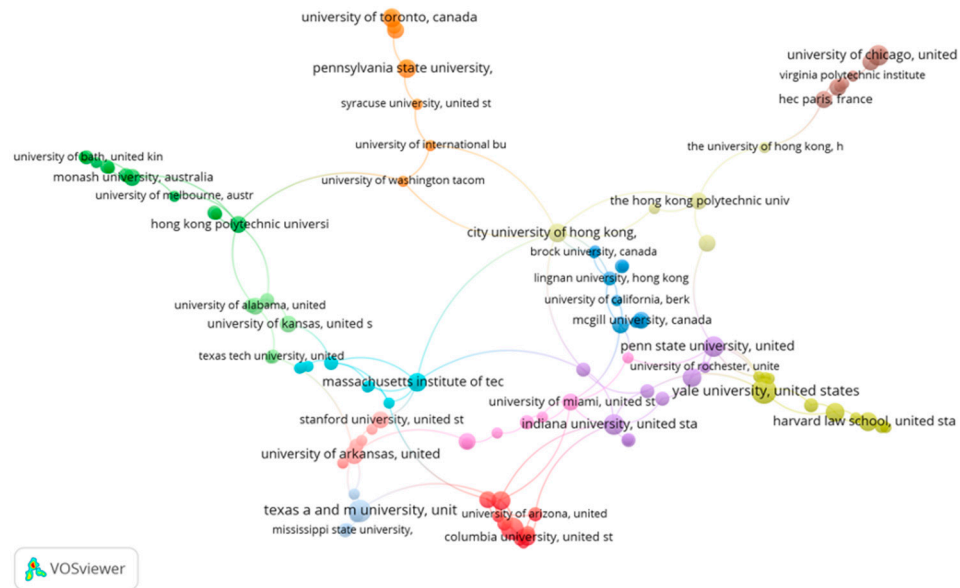 university of toronto, canada
university of chicago, united
pennsylvania state university,
virginia polytechnic institute
hec paris, france
syracuse university, united st
university of international bu
the university of hong kong, h
university of bath, united kin
monash university, australia
university of washington tacom
university of melbourne, austr
the hong kong polytechnic univ
hong kong polytechnic universi
city university of hong kong,
brock university, canada
lingnan university, hong kong
university of california, berk
university of alabama, united
mcgill university, canada
university of kansas, united s
penn state university, united
texas tech university, united
university of rochester, unite
massachusetts institute of tec
yale university, united states
university of miami, united st
stanford university, united st
indiana university, united sta
harvard law school, united sta
university of arkansas, united
texas a and m university, unit
university of arizona, united
mississippi state university,
columbia university, united st
VOSviewer